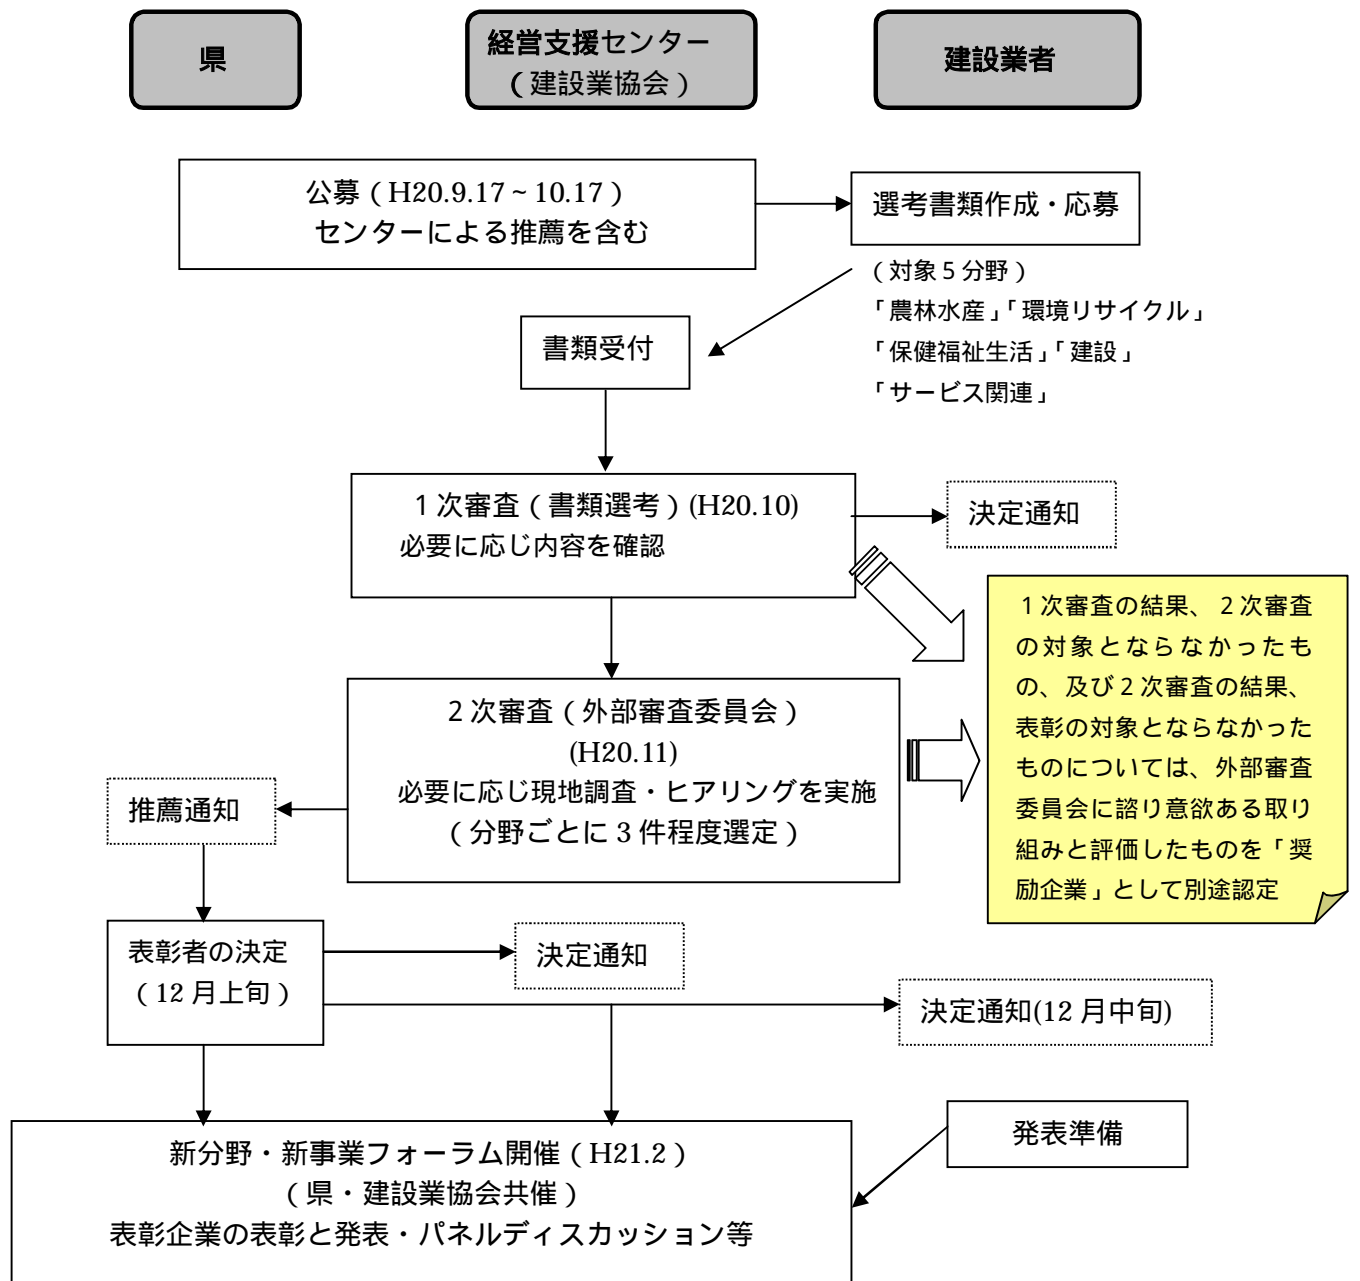 県
経営支援センター
（建設業協会）
建設業者
公募（H20.9.17～10.17）
センターによる推薦を含む
選考書類作成・応募
（対象５分野）
「農林水産」「環境リサイクル」
「保健福祉生活」「建設」
「サービス関連」
書類受付
１次審査（書類選考）(H20.10)
必要に応じ内容を確認
決定通知
１次審査の結果、２次審査
の対象とならなかったも
の、及び２次審査の結果、
表彰の対象とならなかった
ものについては、外部審査
委員会に諮り意欲ある取り
組みと評価したものを「奨
励企業」として別途認定
２次審査（外部審査委員会）
(H20.11)
必要に応じ現地調査・ヒアリングを実施
（分野ごとに３件程度選定）
推薦通知
表彰者の決定
（12月上旬）
決定通知
決定通知(12月中旬)
発表準備
新分野・新事業フォーラム開催（H21.2）
（県・建設業協会共催）
表彰企業の表彰と発表・パネルディスカッション等